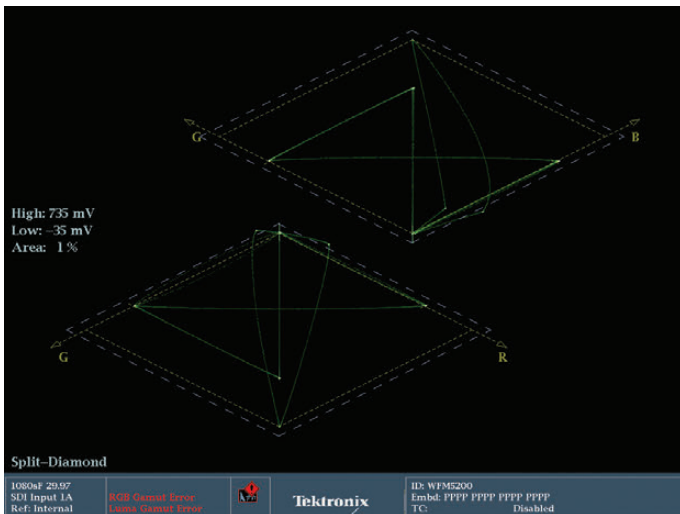 G
B
High: 735 mV
Low: -35 mV
Area: 1 %
G
R
Split-Diamond
1080sF 29.97
SDI Input 1A
Ref: Internal
RGB Gamut Error
Luma Gamut Error
Tektronix
ID: WFM5200
Embd: PPPP PPPP PPPP PPPP
TC: Disabled